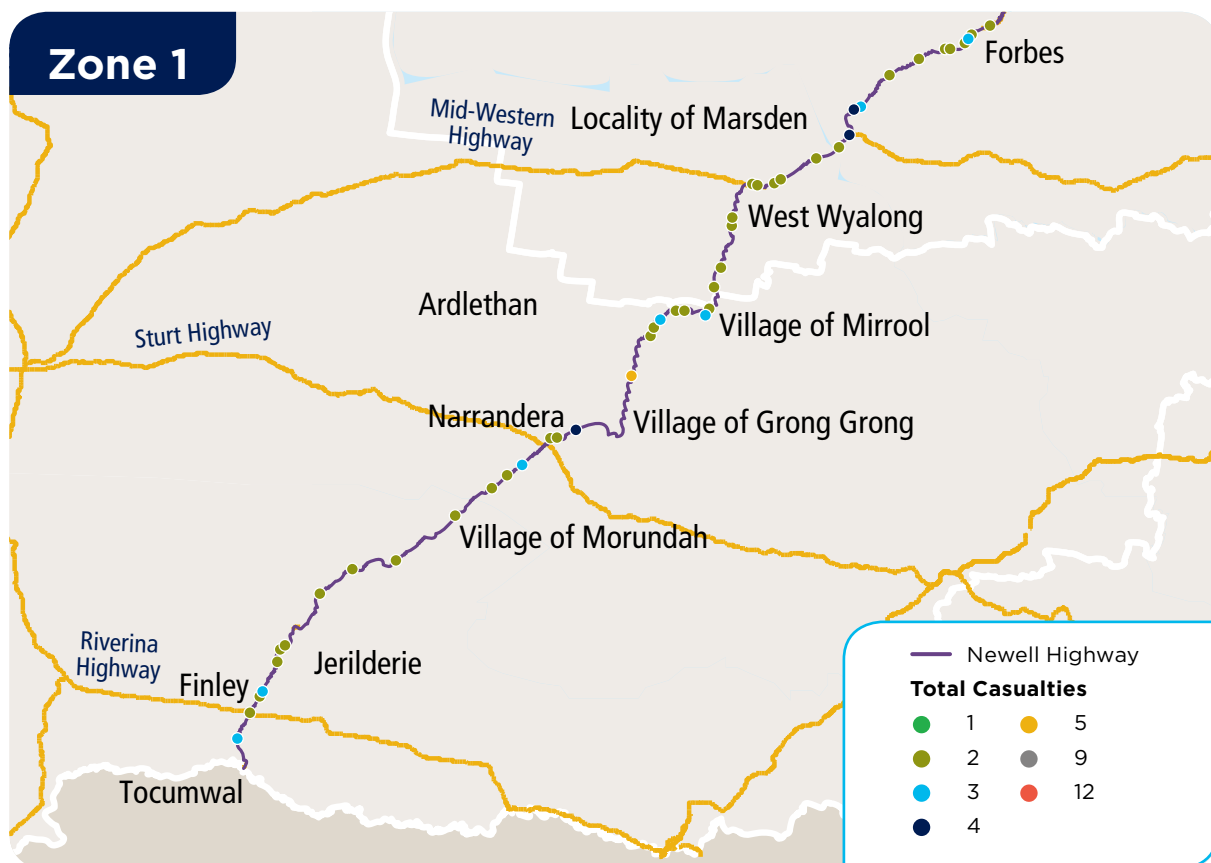 Zone 1
Forbes
Mid-Western
Highway
Locality of Marsden
West Wyalong
Ardlethan
Village of Mirrool
Sturt Highway
Narrandera
Village of Grong Grong
Village of Morundah
Riverina
Highway
Jerilderie
Finley
Tocumwal
Newell Highway
Total Casualties
1 5
2 9
3 12
4